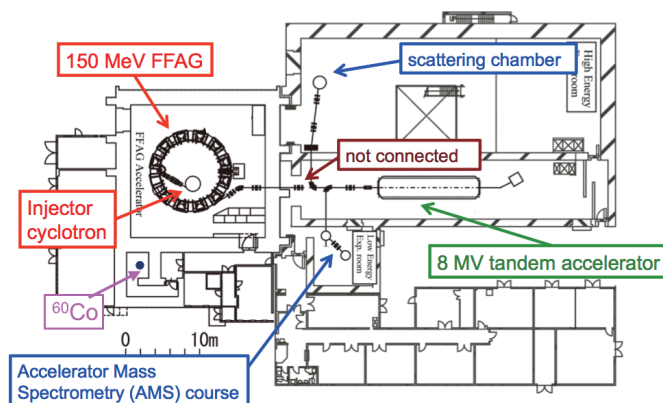 150 MeV FFAG
scattering chamber
High Energy
Exp. room
FFAG Accelerator
not connected
Injector
cyclotron
Low Energy
Exp. room
8 MV tandem accelerator
⁶⁰Co
0 10m
Accelerator Mass
Spectrometry (AMS) course